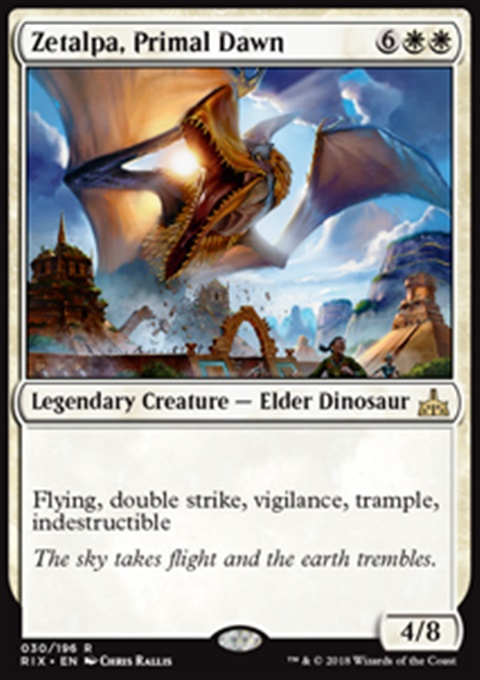 Zetalpa, Primal Dawn 6
Legendary Creature — Elder Dinosaur
Flying, double strike, vigilance, trample,
indestructible
The sky takes flight and the earth trembles.
4/8
030/196 R
RIX • EN Chris Rallis
™ & © 2018 Wizards of the Coast